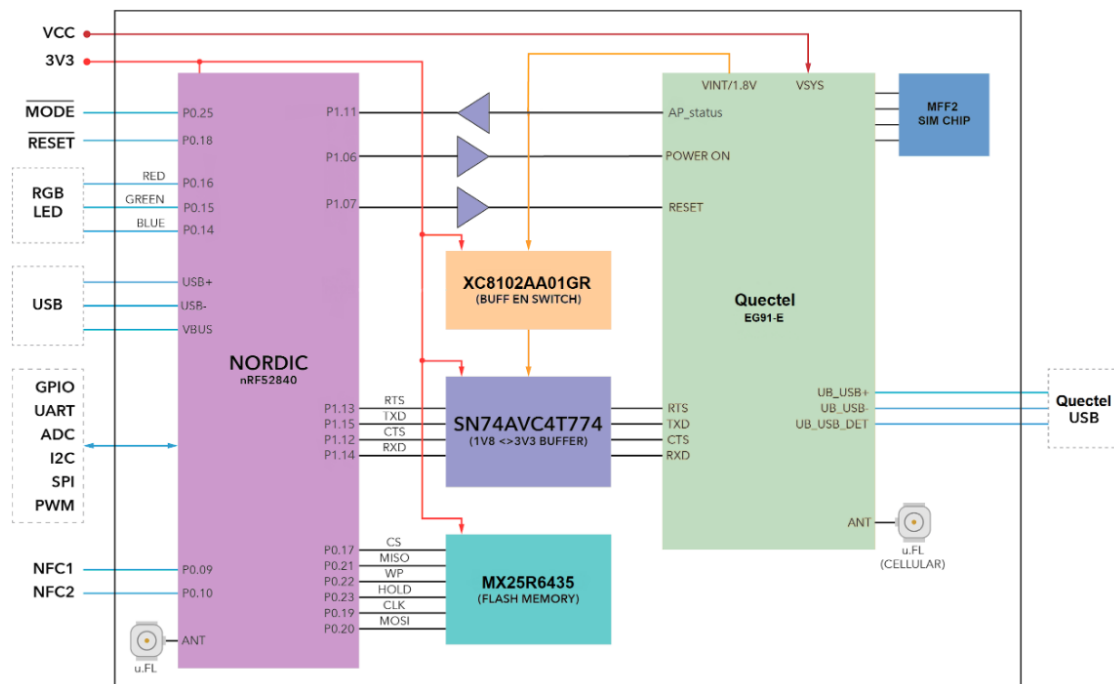 VCC
3V3
MODE
RESET
RGB
LED
RED
GREEN
BLUE
USB
USB+
USB-
VBUS
GPIO
UART
ADC
I2C
SPI
PWM
NFC1
NFC2
u.FL
P0.25
P0.18
P0.16
P0.15
P0.14
NORDIC
nRF52840
P0.09
P0.10
ANT
P1.11
P1.06
P1.07
P1.13
P1.15
P1.12
P1.14
P0.17
P0.21
P0.22
P0.23
P0.19
P0.20
RTS
TXD
CTS
RXD
CS
MISO
WP
HOLD
CLK
MOSI
XC8102AA01GR
(BUFF EN SWITCH)
SN74AVC4T774
(1V8 <>3V3 BUFFER)
MX25R6435
(FLASH MEMORY)
VINT/1.8V
VSYS
AP_status
POWER ON
RESET
Quectel
EG91-E
RTS
TXD
CTS
RXD
UB_USB+
UB_USB-
UB_USB_DET
ANT
MFF2
SIM CHIP
u.FL
(CELLULAR)
Quectel
USB